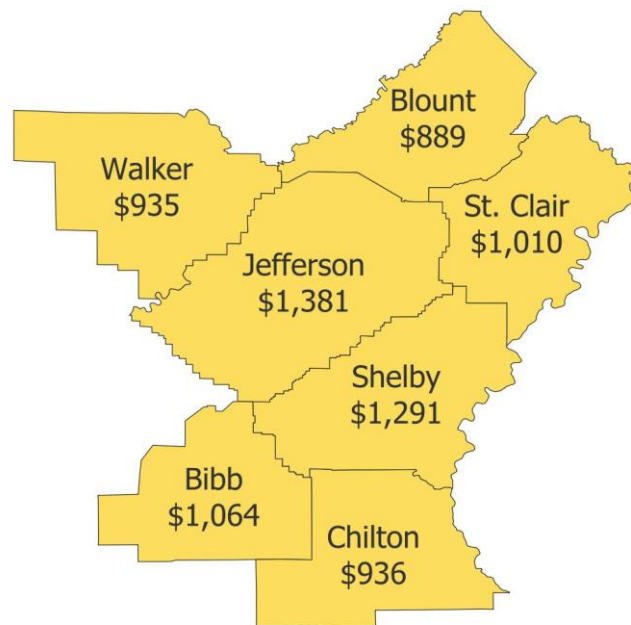 Blount
$889
Walker
$935
St. Clair
$1,010
Jefferson
$1,381
Shelby
$1,291
Bibb
$1,064
Chilton
$936